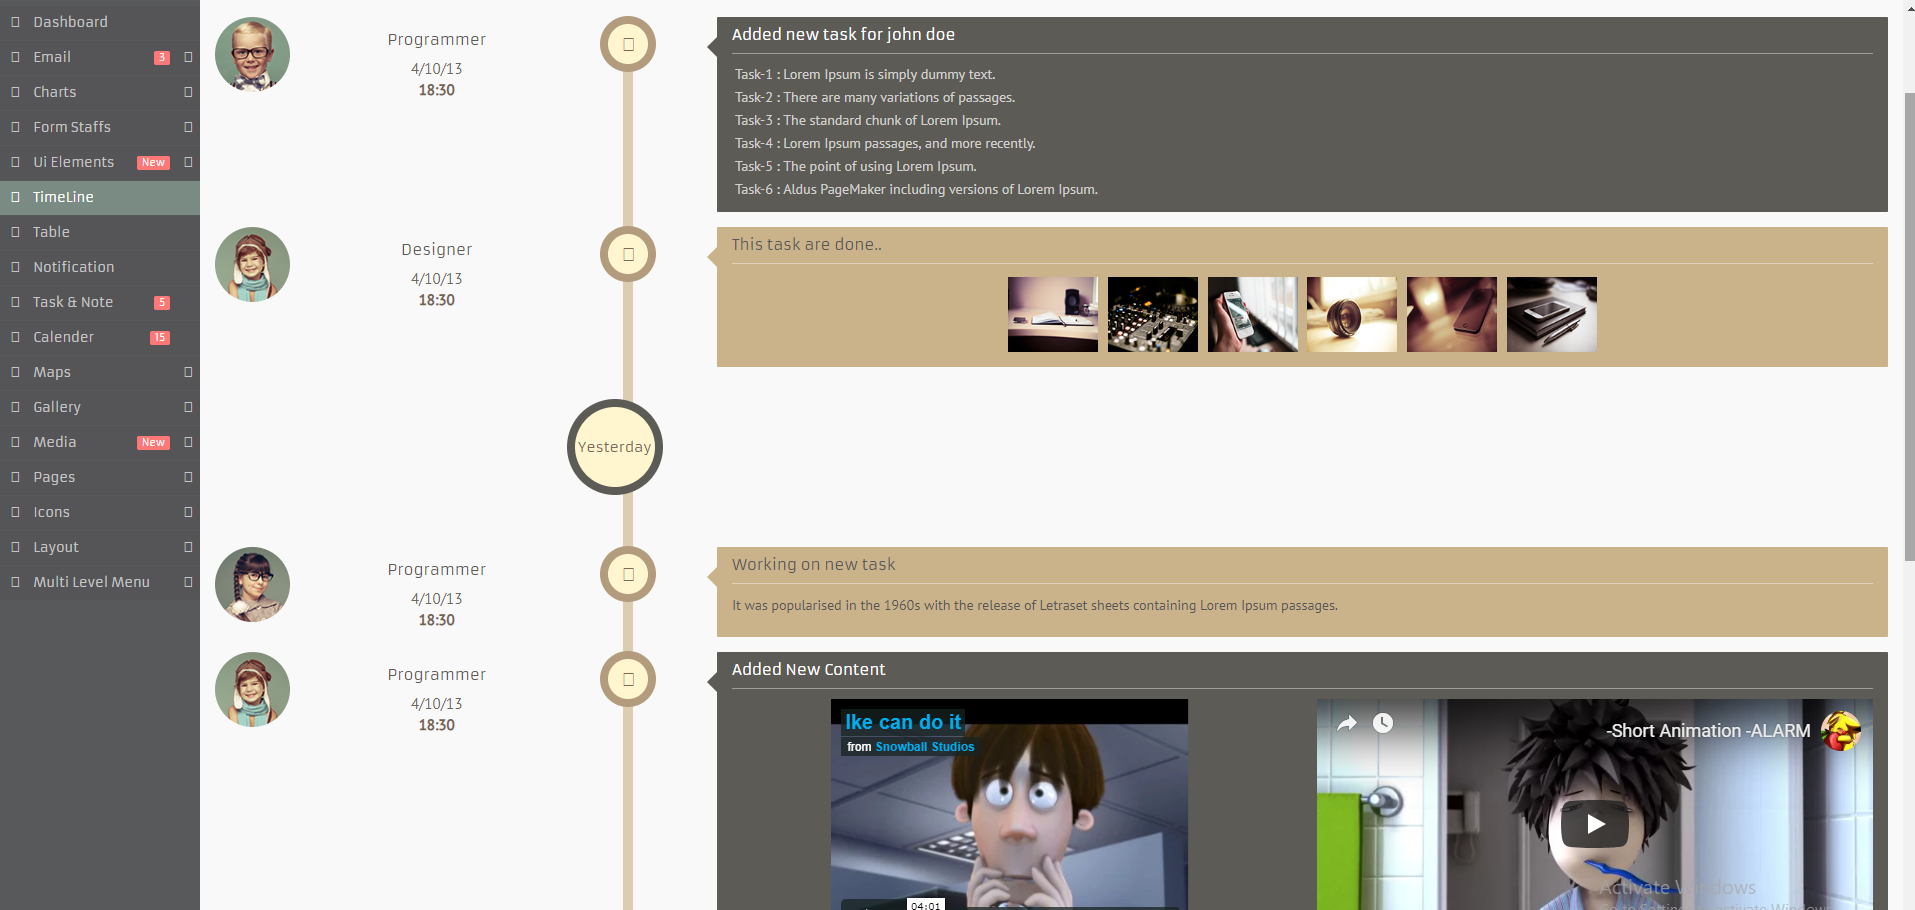 Dashboard
Email 3
Charts
Form Staffs
Ui Elements New
TimeLine
Table
Notification
Task & Note 5
Calender 15
Maps
Gallery
Media New
Pages
Icons
Layout
Multi Level Menu
Programmer
4/10/13
18:30
Added new task for john doe
Task-1 : Lorem Ipsum is simply dummy text.
Task-2 : There are many variations of passages.
Task-3 : The standard chunk of Lorem Ipsum.
Task-4 : Lorem Ipsum passages, and more recently.
Task-5 : The point of using Lorem Ipsum.
Task-6 : Aldus PageMaker including versions of Lorem Ipsum.
Designer
4/10/13
18:30
This task are done..
Yesterday
Programmer
4/10/13
18:30
Working on new task
It was popularised in the 1960s with the release of Letraset sheets containing Lorem Ipsum passages.
Programmer
4/10/13
18:30
Added New Content
Ike can do it
from Snowball Studios
04:01
-Short Animation -ALARM
Activate Windows